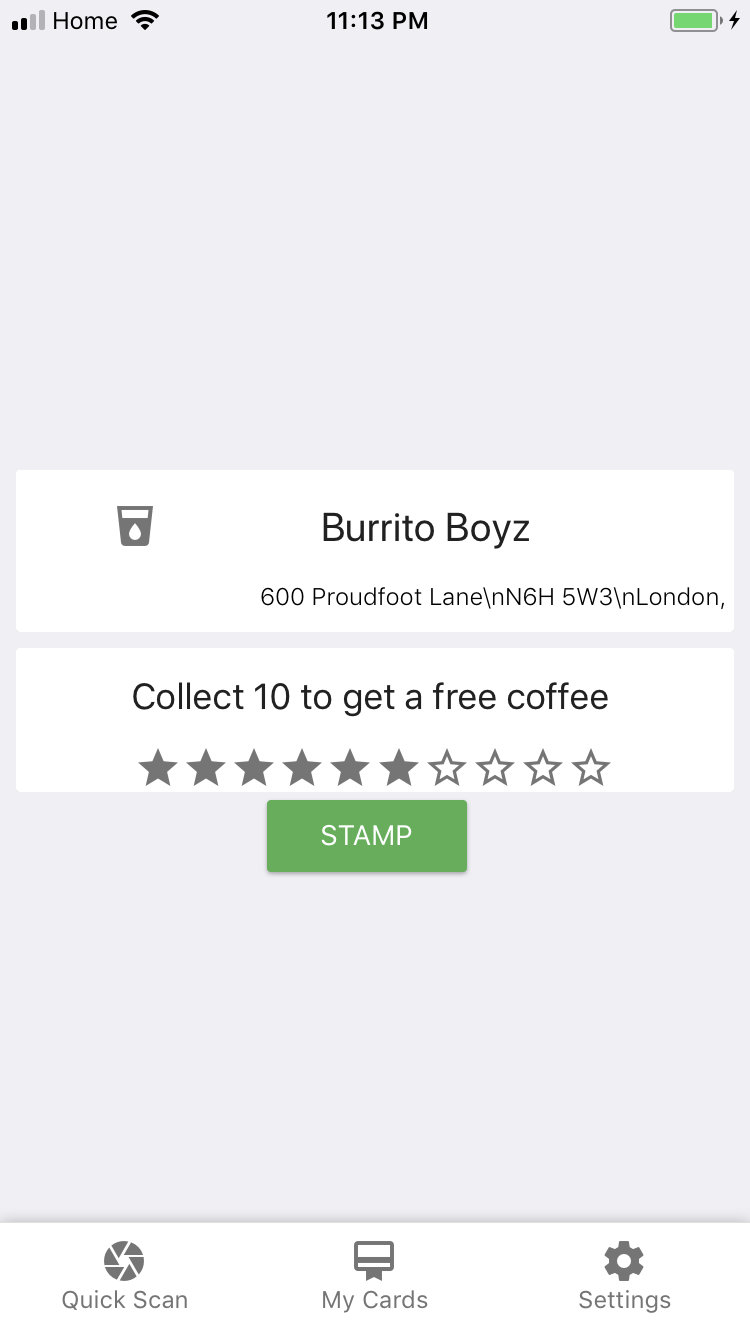 Home 11:13 PM
Burrito Boyz
600 Proudfoot Lane\nN6H 5W3\nLondon,
Collect 10 to get a free coffee
STAMP
Quick Scan My Cards Settings